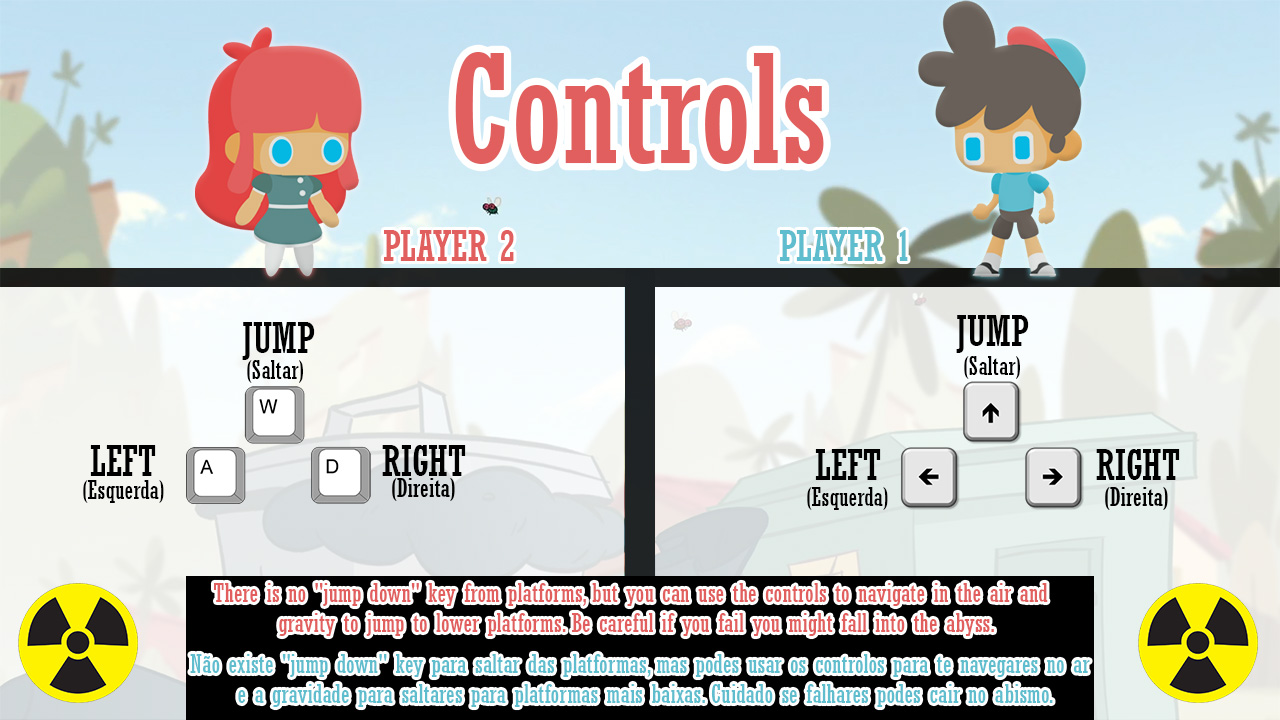 Controls
PLAYER 2
PLAYER 1
JUMP
(Saltar)
W
LEFT
(Esquerda)
A
D
RIGHT
(Direita)
JUMP
(Saltar)
↑
LEFT
(Esquerda)
←
→
RIGHT
(Direita)
There is no "jump down" key from platforms, but you can use the controls to navigate in the air and
gravity to jump to lower platforms. Be careful if you fail you might fall into the abyss.
Não existe "jump down" key para saltar das platformas, mas podes usar os controlos para te navegares no ar
e a gravidade para saltares para platformas mais baixas. Cuidado se falhares podes cair no abismo.